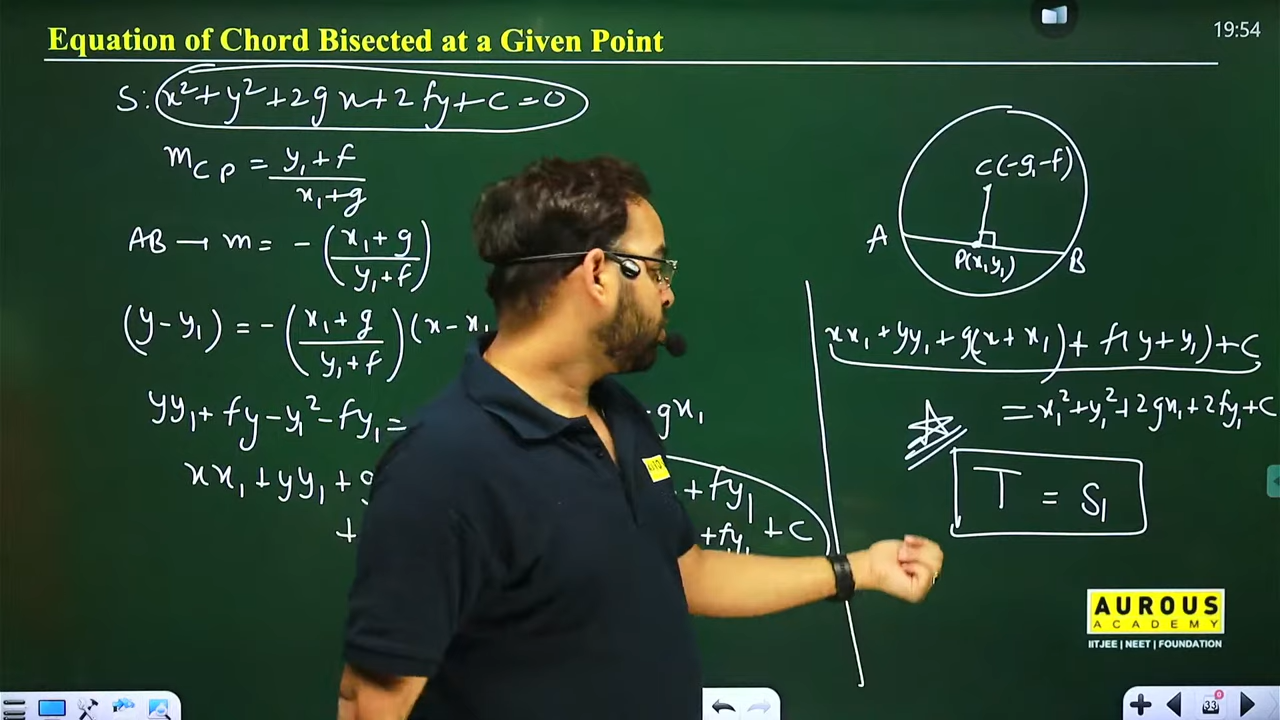 19:54
Equation of Chord Bisected at a Given Point
S: x²+y²+2gx+2fy+c=0
m_CP = (y₁+f)/(x₁+g)
AB → m = -((x₁+g)/(y₁+f))
(y-y₁) = -((x₁+g)/(y₁+f))(x-x₁
yy₁+fy-y₁²-fy₁=
gx₁
xx₁+yy₁+g
+fy₁
+
+fy₁ +c
C(-g,-f)
A
B
P(x₁y₁)
xx₁+yy₁+g(x+x₁)+f(y+y₁)+c
=x₁²+y₁²+2gx₁+2fy₁+c
T = S₁
AUROUS
ACADEMY
IITJEE | NEET | FOUNDATION
33